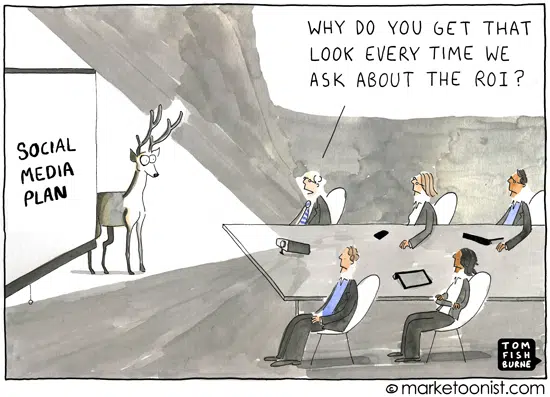 WHY DO YOU GET THAT
LOOK EVERY TIME WE
ASK ABOUT THE ROI?
SOCIAL
MEDIA
PLAN
TOM
FISH
BURNE
© marketoonist.com